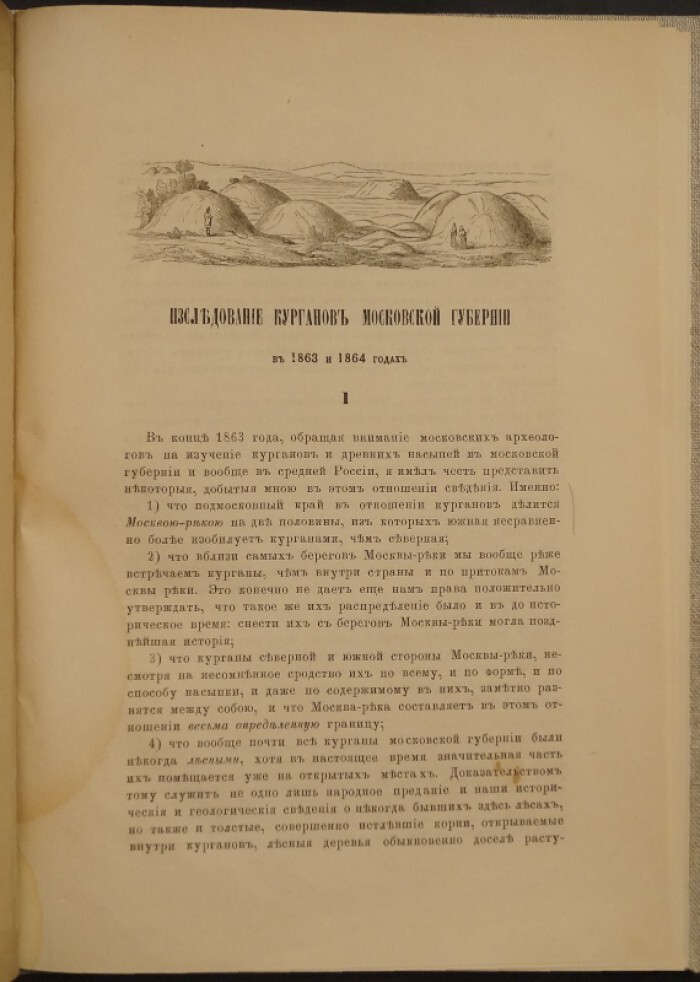 ИЗСЛѢДОВАНІЕ КУРГАНОВЪ МОСКОВСКОЙ ГУБЕРНІИ
въ 1863 и 1864 годахъ
I
Въ концѣ 1863 года, обращая вниманіе московскихъ археоло-
говъ на изученіе кургановъ и древнихъ насыпей въ московской
губерніи и вообще въ средней Россіи, я имѣлъ честь представить
нѣкоторыя, добытыя мною въ этомъ отношеніи свѣдѣнія. Именно:
1) что подмосковный край въ отношеніи кургановъ дѣлится
Москвою-рѣкою на двѣ половины, изъ которыхъ южная несравнен-
но болѣе изобилуетъ курганами, чѣмъ сѣверная;
2) что вблизи самыхъ береговъ Москвы-рѣки мы вообще рѣже
встрѣчаемъ курганы, чѣмъ внутри страны и по притокамъ Мо-
сквы рѣки. Это конечно не даетъ еще намъ права положительно
утверждать, что такое же ихъ распредѣленіе было и въ до исто-
рическое время: снести ихъ съ береговъ Москвы-рѣки могла позд-
нѣйшая исторія;
3) что курганы сѣверной и южной стороны Москвы-рѣки, не-
смотря на несомнѣнное сродство ихъ по всему, и по формѣ, и по
способу насыпки, и даже по содержимому въ нихъ, замѣтно раз-
нятся между собою, и что Москва-рѣка составляетъ въ этомъ от-
ношеніи весьма опредѣленную границу;
4) что вообще почти всѣ курганы московской губерніи были
нѣкогда лѣсными, хотя въ настоящее время значительная часть
ихъ помѣщается уже на открытыхъ мѣстахъ. Доказательствомъ
тому служитъ не одно лишь народное преданіе и наши истори-
ческія и геологическія свѣдѣнія о нѣкогда бывшихъ здѣсь лѣсахъ,
но также и толстые, совершенно истлѣвшіе корни, открываемые
внутри кургановъ, лѣсныя деревья обыкновенно доселѣ расту-